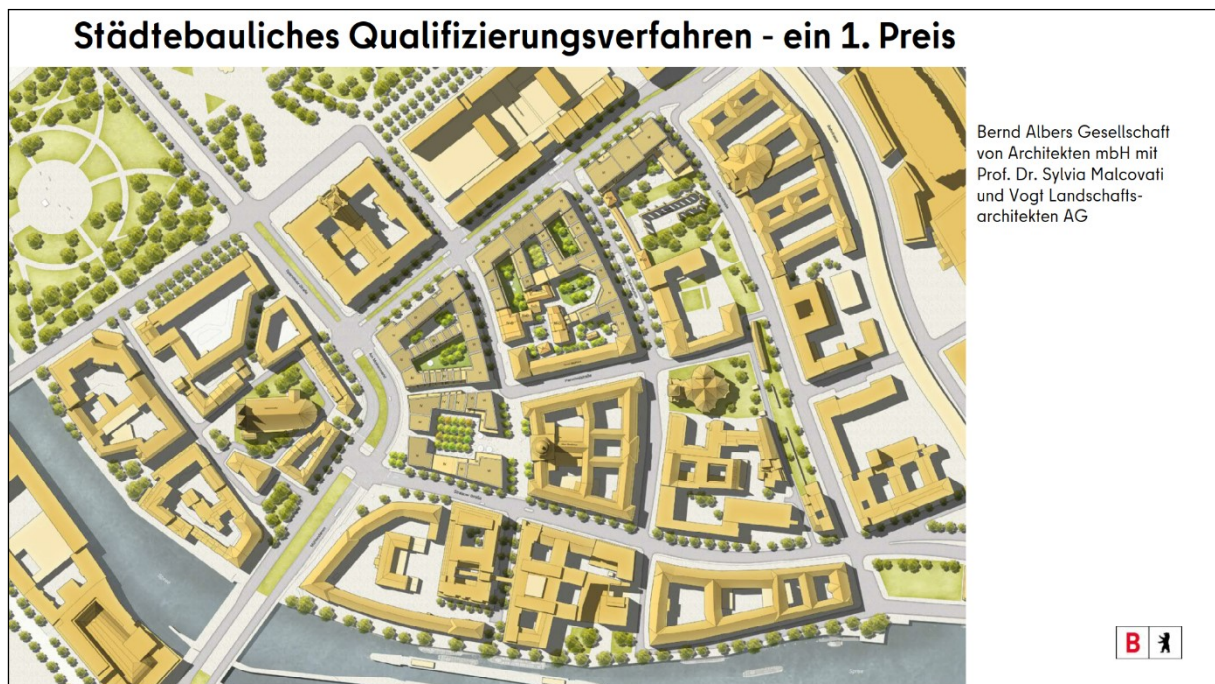 Städtebauliches Qualifizierungsverfahren - ein 1. Preis
Bernd Albers Gesellschaft
von Architekten mbH mit
Prof. Dr. Sylvia Malcovati
und Vogt Landschafts-
architekten AG
B